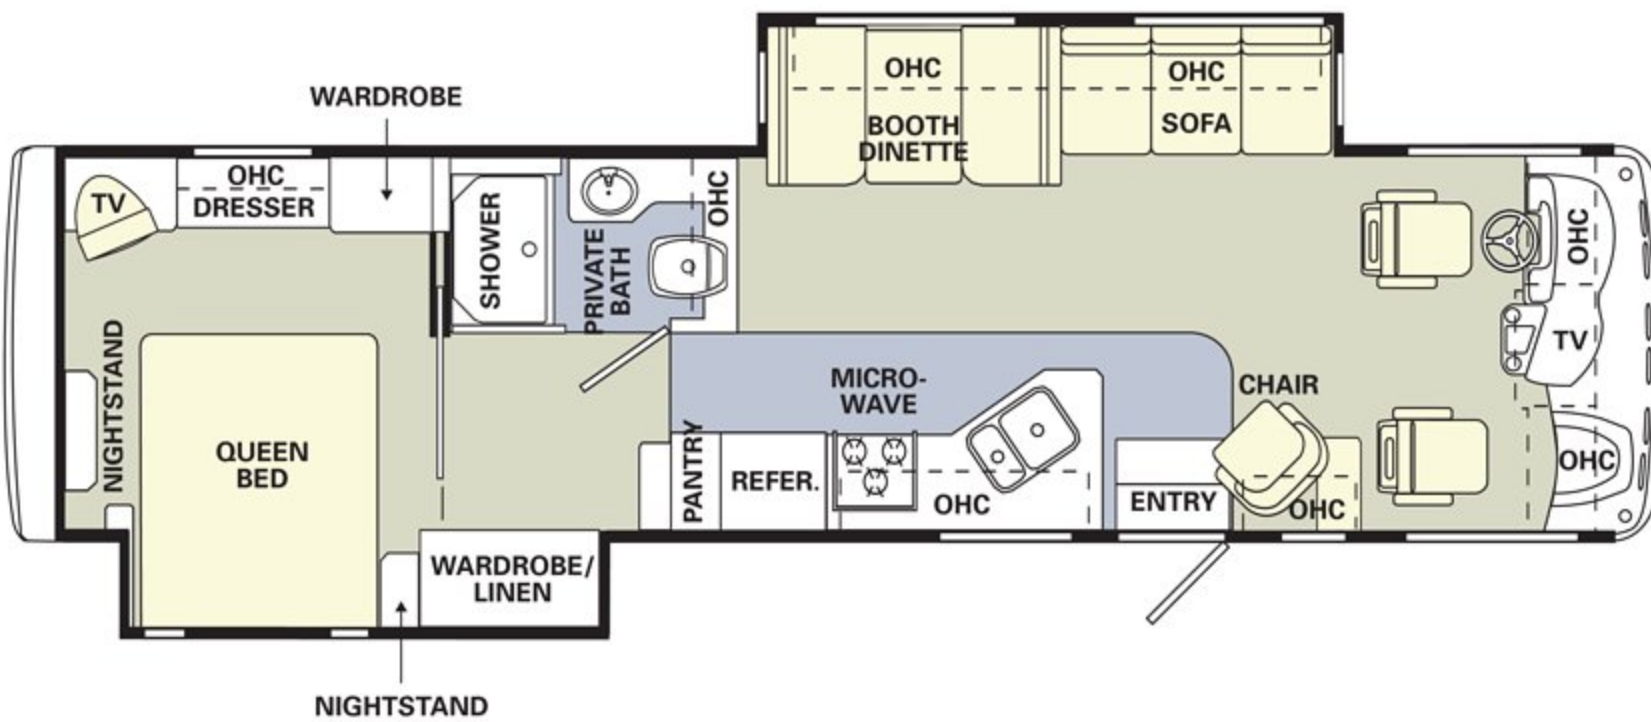 WARDROBE
OHC
BOOTH
DINETTE
OHC
SOFA
TV
OHC
DRESSER
SHOWER
PRIVATE
BATH
OHC
OHC
TV
NIGHTSTAND
QUEEN
BED
MICRO-
WAVE
CHAIR
PANTRY
REFER.
OHC
ENTRY
OHC
OHC
WARDROBE/
LINEN
NIGHTSTAND